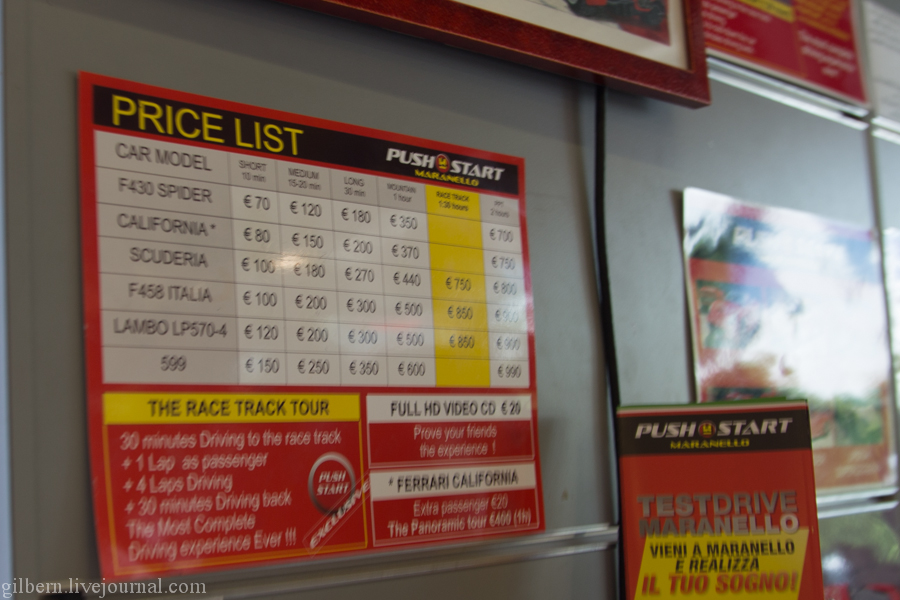 PRICE LIST
PUSH START
MARANELLO
CAR MODEL SHORT 10 min MEDIUM 15-20 min LONG 30 min MOUNTAIN 1 hour RACE TRACK 1:30 hours 2 hours
F430 SPIDER € 70 € 120 € 180 € 350 € 700
CALIFORNIA * € 80 € 150 € 200 € 370 € 750
SCUDERIA € 100 € 180 € 270 € 440 € 750 € 800
F458 ITALIA € 100 € 200 € 300 € 500 € 850 € 900
LAMBO LP570-4 € 120 € 200 € 300 € 500 € 850 € 900
599 € 150 € 250 € 350 € 600 € 990
THE RACE TRACK TOUR
30 minutes Driving to the race track
+ 1 Lap as passenger
+ 4 Laps Driving
+ 30 minutes Driving back
The Most Complete
Driving experience Ever !!!
PUSH START
EXCLUSIVE
FULL HD VIDEO CD € 20
Prove your friends
the experience !
* FERRARI CALIFORNIA
Extra passenger €20
The Panoramic tour €400 (1h)
PUSH START
MARANELLO
TESTDRIVE
MARANELLO
VIENI A MARANELLO
E REALIZZA
IL TUO SOGNO!
gilbern.livejournal.com